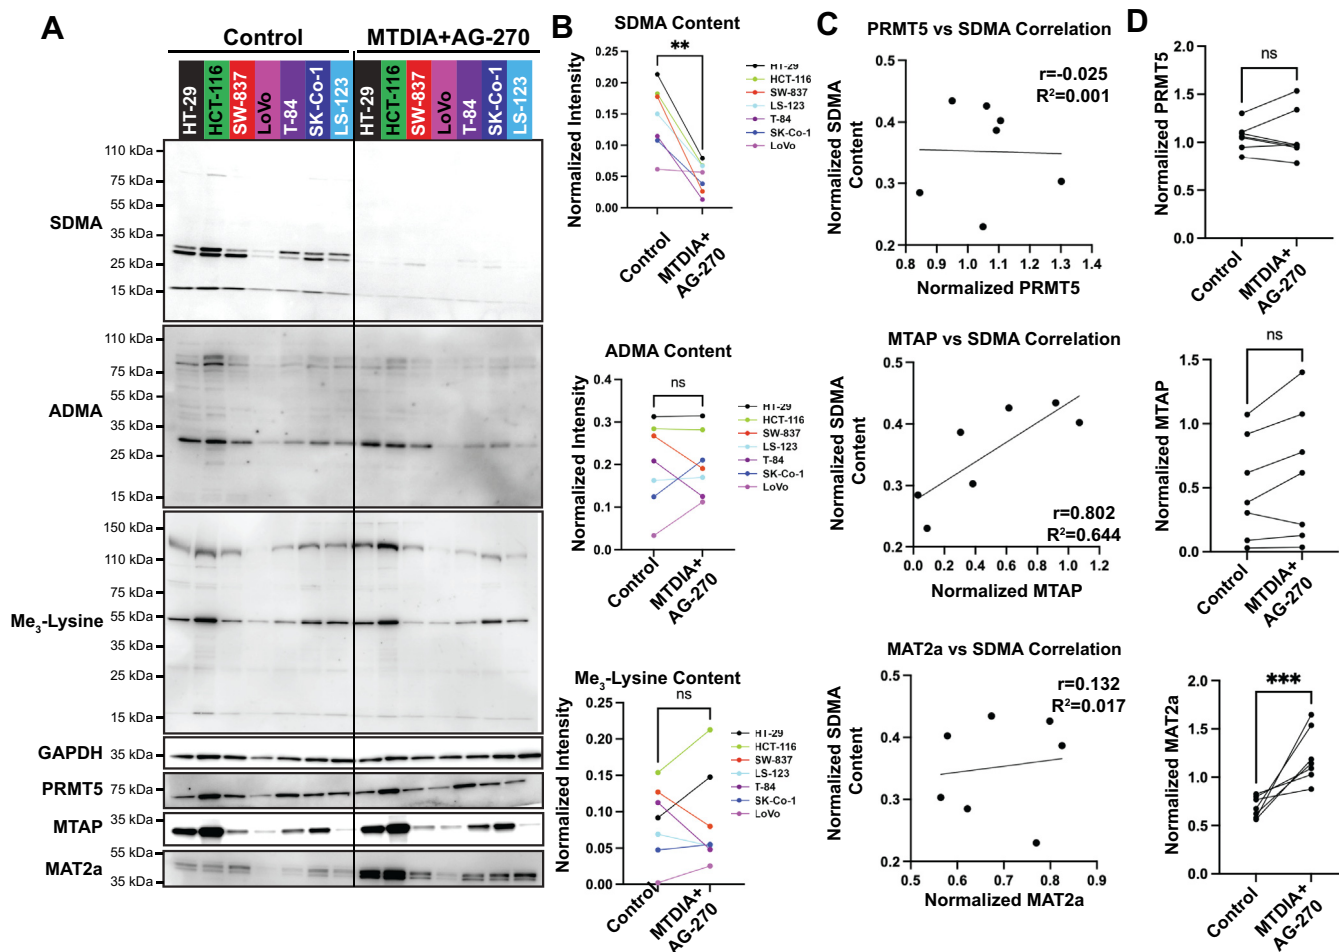 A
Control
MTDIA+AG-270
HT-29
HCT-116
SW-837
LoVo
T-84
SK-Co-1
LS-123
HT-29
HCT-116
SW-837
LoVo
T-84
SK-Co-1
LS-123
110 kDa
75 kDa
55 kDa
SDMA
35 kDa
25 kDa
15 kDa
110 kDa
75 kDa
ADMA
55 kDa
35 kDa
25 kDa
15 kDa
150 kDa
110 kDa
75 kDa
Me3-Lysine
55 kDa
35 kDa
25 kDa
15 kDa
GAPDH
35 kDa
PRMT5
75 kDa
MTAP
35 kDa
MAT2a
55 kDa
35 kDa
B
SDMA Content
Normalized Intensity
0.25
0.20
0.15
0.10
0.05
0.00
**
HT-29
HCT-116
SW-837
LS-123
T-84
SK-Co-1
LoVo
Control
MTDIA+
AG-270
ADMA Content
Normalized Intensity
0.4
0.3
0.2
0.1
0.0
ns
HT-29
HCT-116
SW-837
LS-123
T-84
SK-Co-1
LoVo
Control
MTDIA+
AG-270
Me3-Lysine Content
Normalized Intensity
0.25
0.20
0.15
0.10
0.05
0.00
ns
HT-29
HCT-116
SW-837
LS-123
T-84
SK-Co-1
LoVo
Control
MTDIA+
AG-270
C
PRMT5 vs SDMA Correlation
Normalized SDMA
Content
0.5
0.4
0.3
0.2
r=-0.025
R2=0.001
0.8 0.9 1.0 1.1 1.2 1.3 1.4
Normalized PRMT5
MTAP vs SDMA Correlation
Normalized SDMA
Content
0.5
0.4
0.3
0.2
r=0.802
R2=0.644
0.0 0.2 0.4 0.6 0.8 1.0 1.2
Normalized MTAP
MAT2a vs SDMA Correlation
Normalized SDMA
Content
0.5
0.4
0.3
0.2
r=0.132
R2=0.017
0.5 0.6 0.7 0.8 0.9
Normalized MAT2a
D
Normalized PRMT5
2.0
1.5
1.0
0.5
0.0
ns
Control
MTDIA+
AG-270
Normalized MTAP
1.5
1.0
0.5
0.0
ns
Control
MTDIA+
AG-270
Normalized MAT2a
2.0
1.5
1.0
0.5
0.0
***
Control
MTDIA+
AG-270